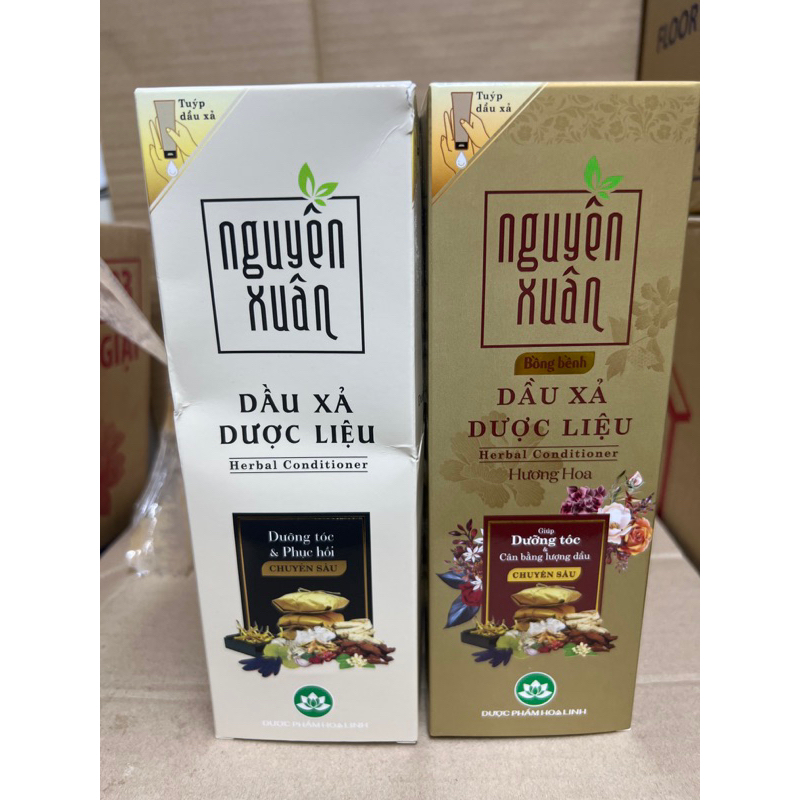 Tuýp
dầu xả
nguyên
xuân
DẦU XẢ
DƯỢC LIỆU
Herbal Conditioner
Dưỡng tóc
& Phục hồi
CHUYÊN SÂU
DƯỢC PHẨM HOA LINH
Tuýp
dầu xả
nguyên
xuân
Bồng bềnh
DẦU XẢ
DƯỢC LIỆU
Herbal Conditioner
Hương Hoa
Giúp
Dưỡng tóc
&
Cân bằng lượng dầu
CHUYÊN SÂU
DƯỢC PHẨM HOA LINH
FLOOR